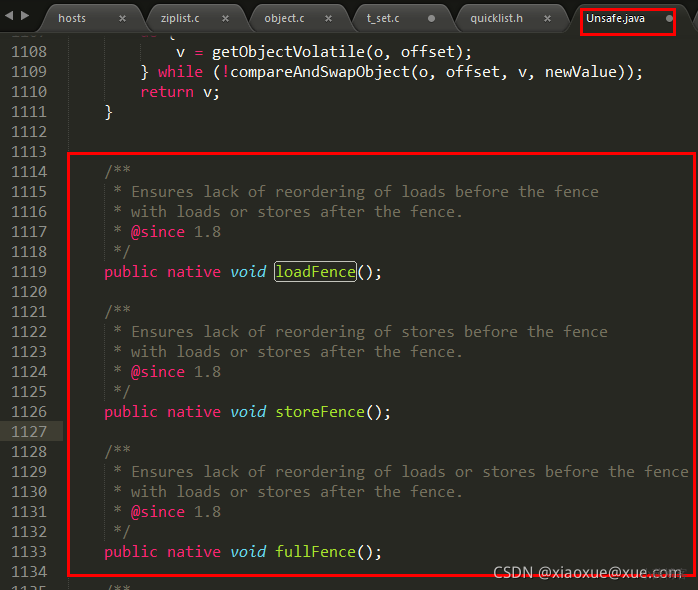 hosts × ziplist.c × object.c × t_set.c quicklist.h × Unsafe.java
1108 v = getObjectVolatile(o, offset);
1109 } while (!compareAndSwapObject(o, offset, v, newValue));
1110 return v;
1111 }
1112
1113
1114 /**
1115 * Ensures lack of reordering of loads before the fence
1116 * with loads or stores after the fence.
1117 * @since 1.8
1118 */
1119 public native void loadFence();
1120
1121 /**
1122 * Ensures lack of reordering of stores before the fence
1123 * with loads or stores after the fence.
1124 * @since 1.8
1125 */
1126 public native void storeFence();
1127
1128 /**
1129 * Ensures lack of reordering of loads or stores before the fence
1130 * with loads or stores after the fence.
1131 * @since 1.8
1132 */
1133 public native void fullFence();
1134
CSDN @xiaoxue@xue.com
/**